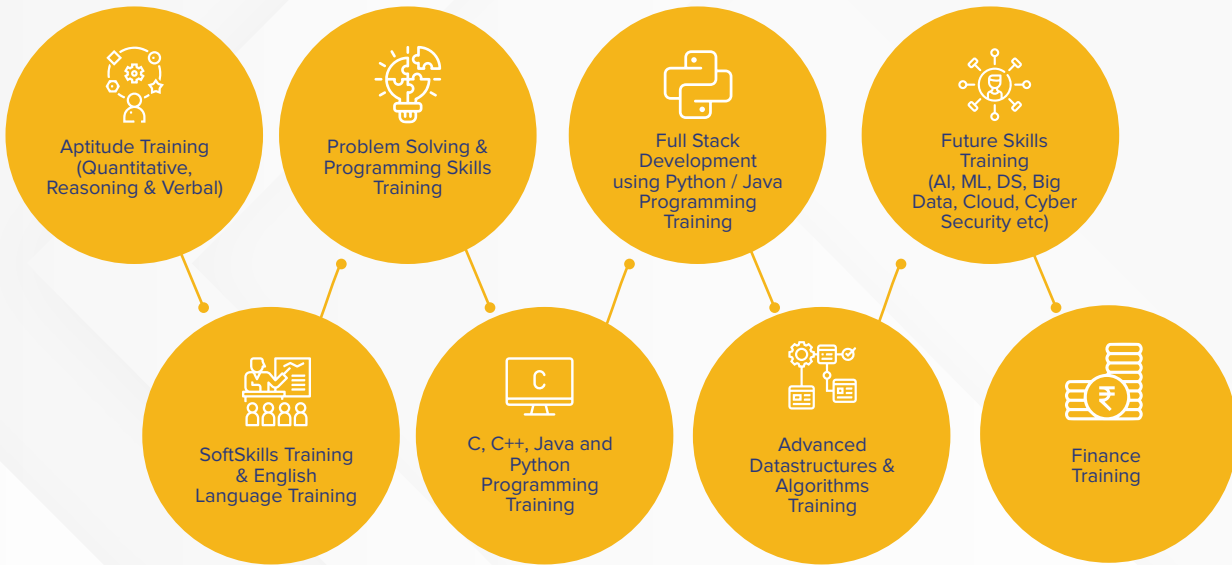 Aptitude Training
(Quantitative,
Reasoning & Verbal)
SoftSkills Training
& English
Language Training
Problem Solving &
Programming Skills
Training
C
C, C++, Java and
Python
Programming
Training
Full Stack
Development
using Python / Java
Programming
Training
Advanced
Datastructures &
Algorithms
Training
Future Skills
Training
(AI, ML, DS, Big
Data, Cloud, Cyber
Security etc)
₹
Finance
Training